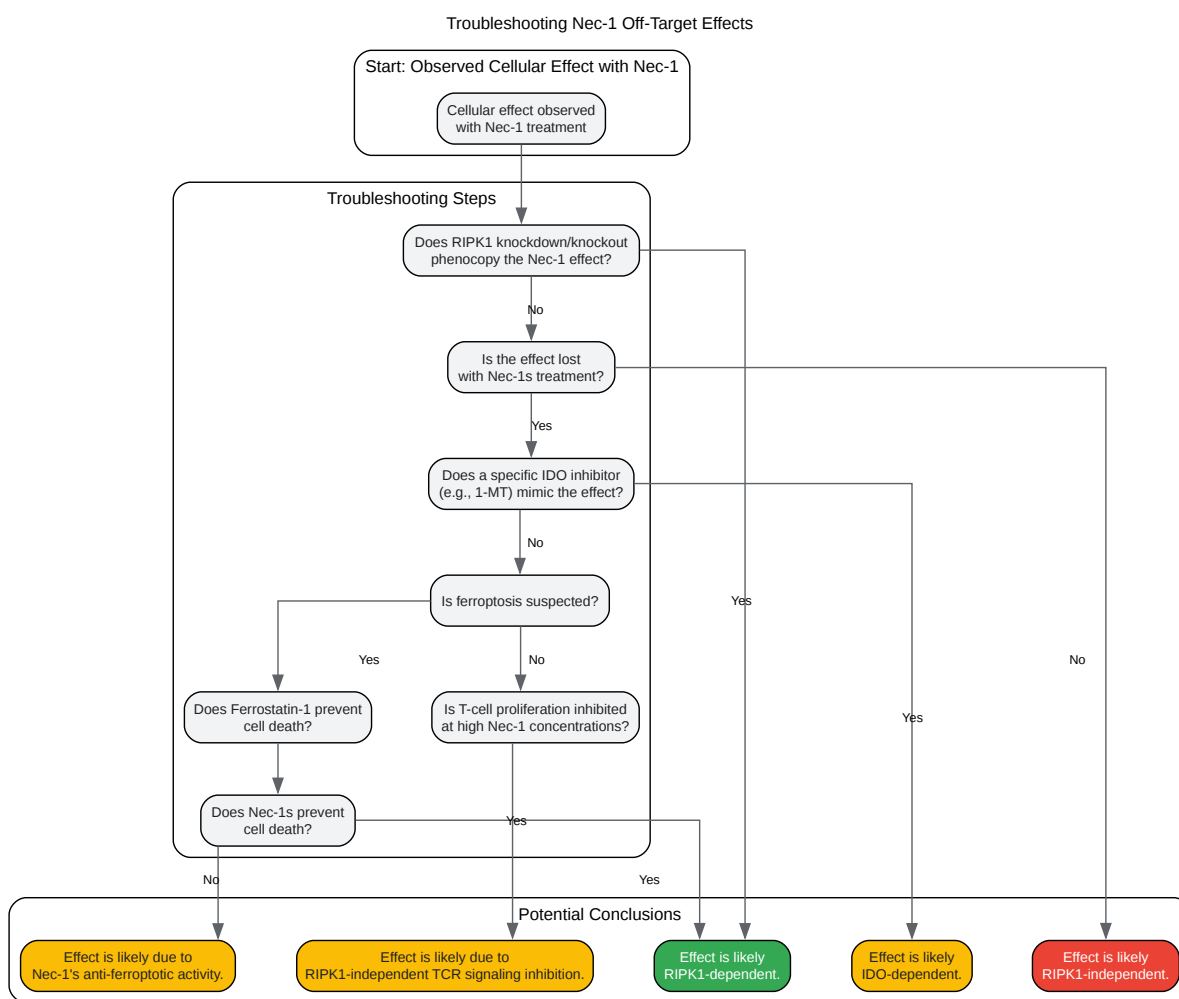 Troubleshooting Nec-1 Off-Target Effects
Start: Observed Cellular Effect with Nec-1
Cellular effect observed
with Nec-1 treatment
Troubleshooting Steps
Does RIPK1 knockdown/knockout
phenocopy the Nec-1 effect?
No
Is the effect lost
with Nec-1s treatment?
Yes
Does a specific IDO inhibitor
(e.g., 1-MT) mimic the effect?
No
Is ferroptosis suspected?
Yes
Yes
No
No
Does Ferrostatin-1 prevent
cell death?
Is T-cell proliferation inhibited
at high Nec-1 concentrations?
Yes
Does Nec-1s prevent
cell death?
Yes
No
Yes
Potential Conclusions
Effect is likely due to
Nec-1's anti-ferroptotic activity.
Effect is likely due to
RIPK1-independent TCR signaling inhibition.
Effect is likely
RIPK1-dependent.
Effect is likely
IDO-dependent.
Effect is likely
RIPK1-independent.